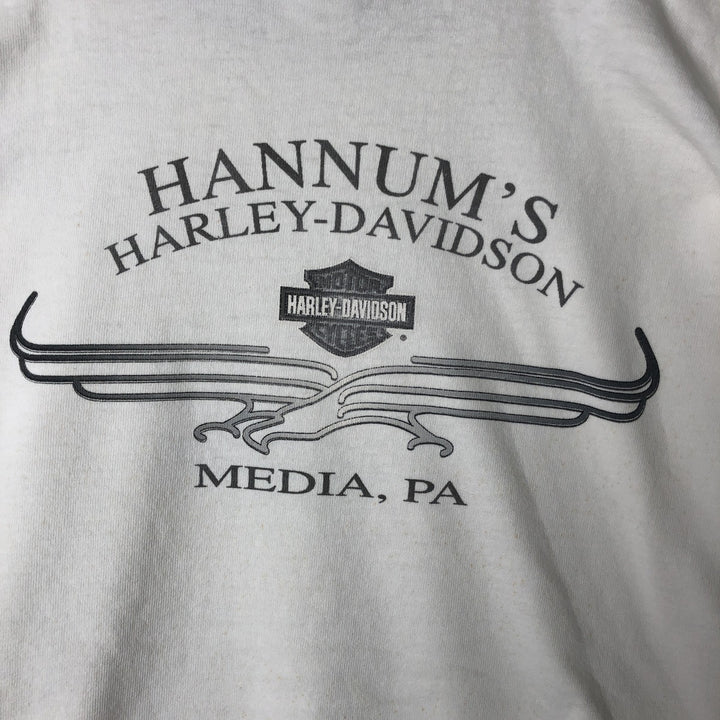 HANNUM'S
HARLEY-DAVIDSON
MOTOR
HARLEY-DAVIDSON
CYCLES
®
MEDIA, PA